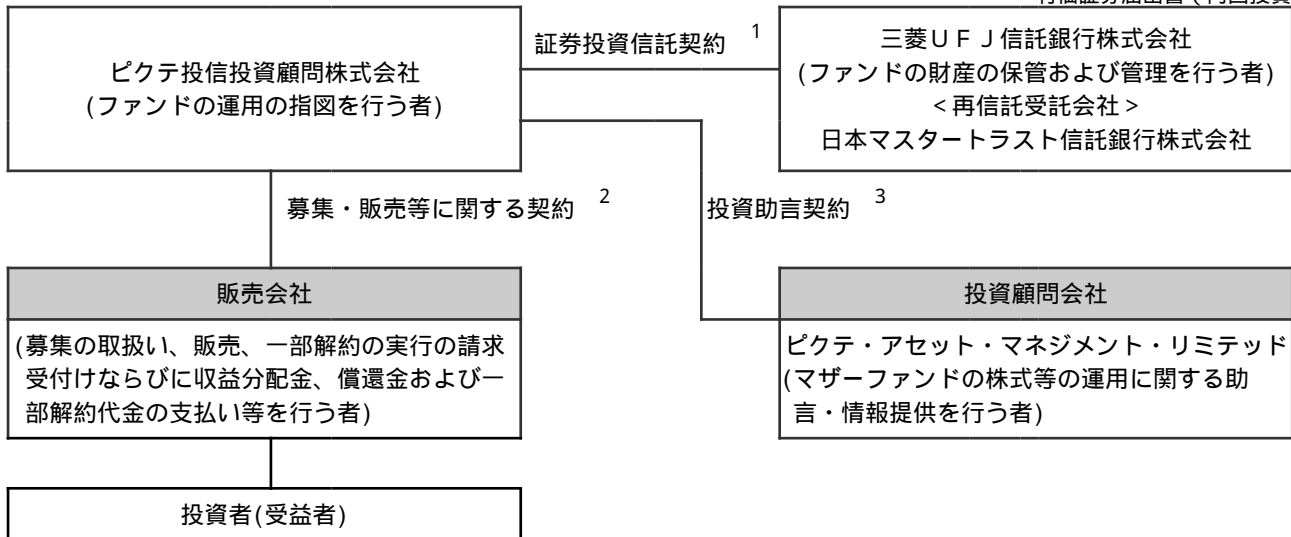 証券投資信託契約 1
ピクテ投信投資顧問株式会社
(ファンドの運用の指図を行う者)
三菱UFJ信託銀行株式会社
(ファンドの財産の保管および管理を行う者)
<再信託受託会社>
日本マスタートラスト信託銀行株式会社
募集・販売等に関する契約 2
投資助言契約 3
販売会社
(募集の取扱い、販売、一部解約の実行の請求
受付けならびに収益分配金、償還金および一
部解約代金の支払い等を行う者)
投資顧問会社
ピクテ・アセット・マネジメント・リミテッド
(マザーファンドの株式等の運用に関する助
言・情報提供を行う者)
投資者(受益者)